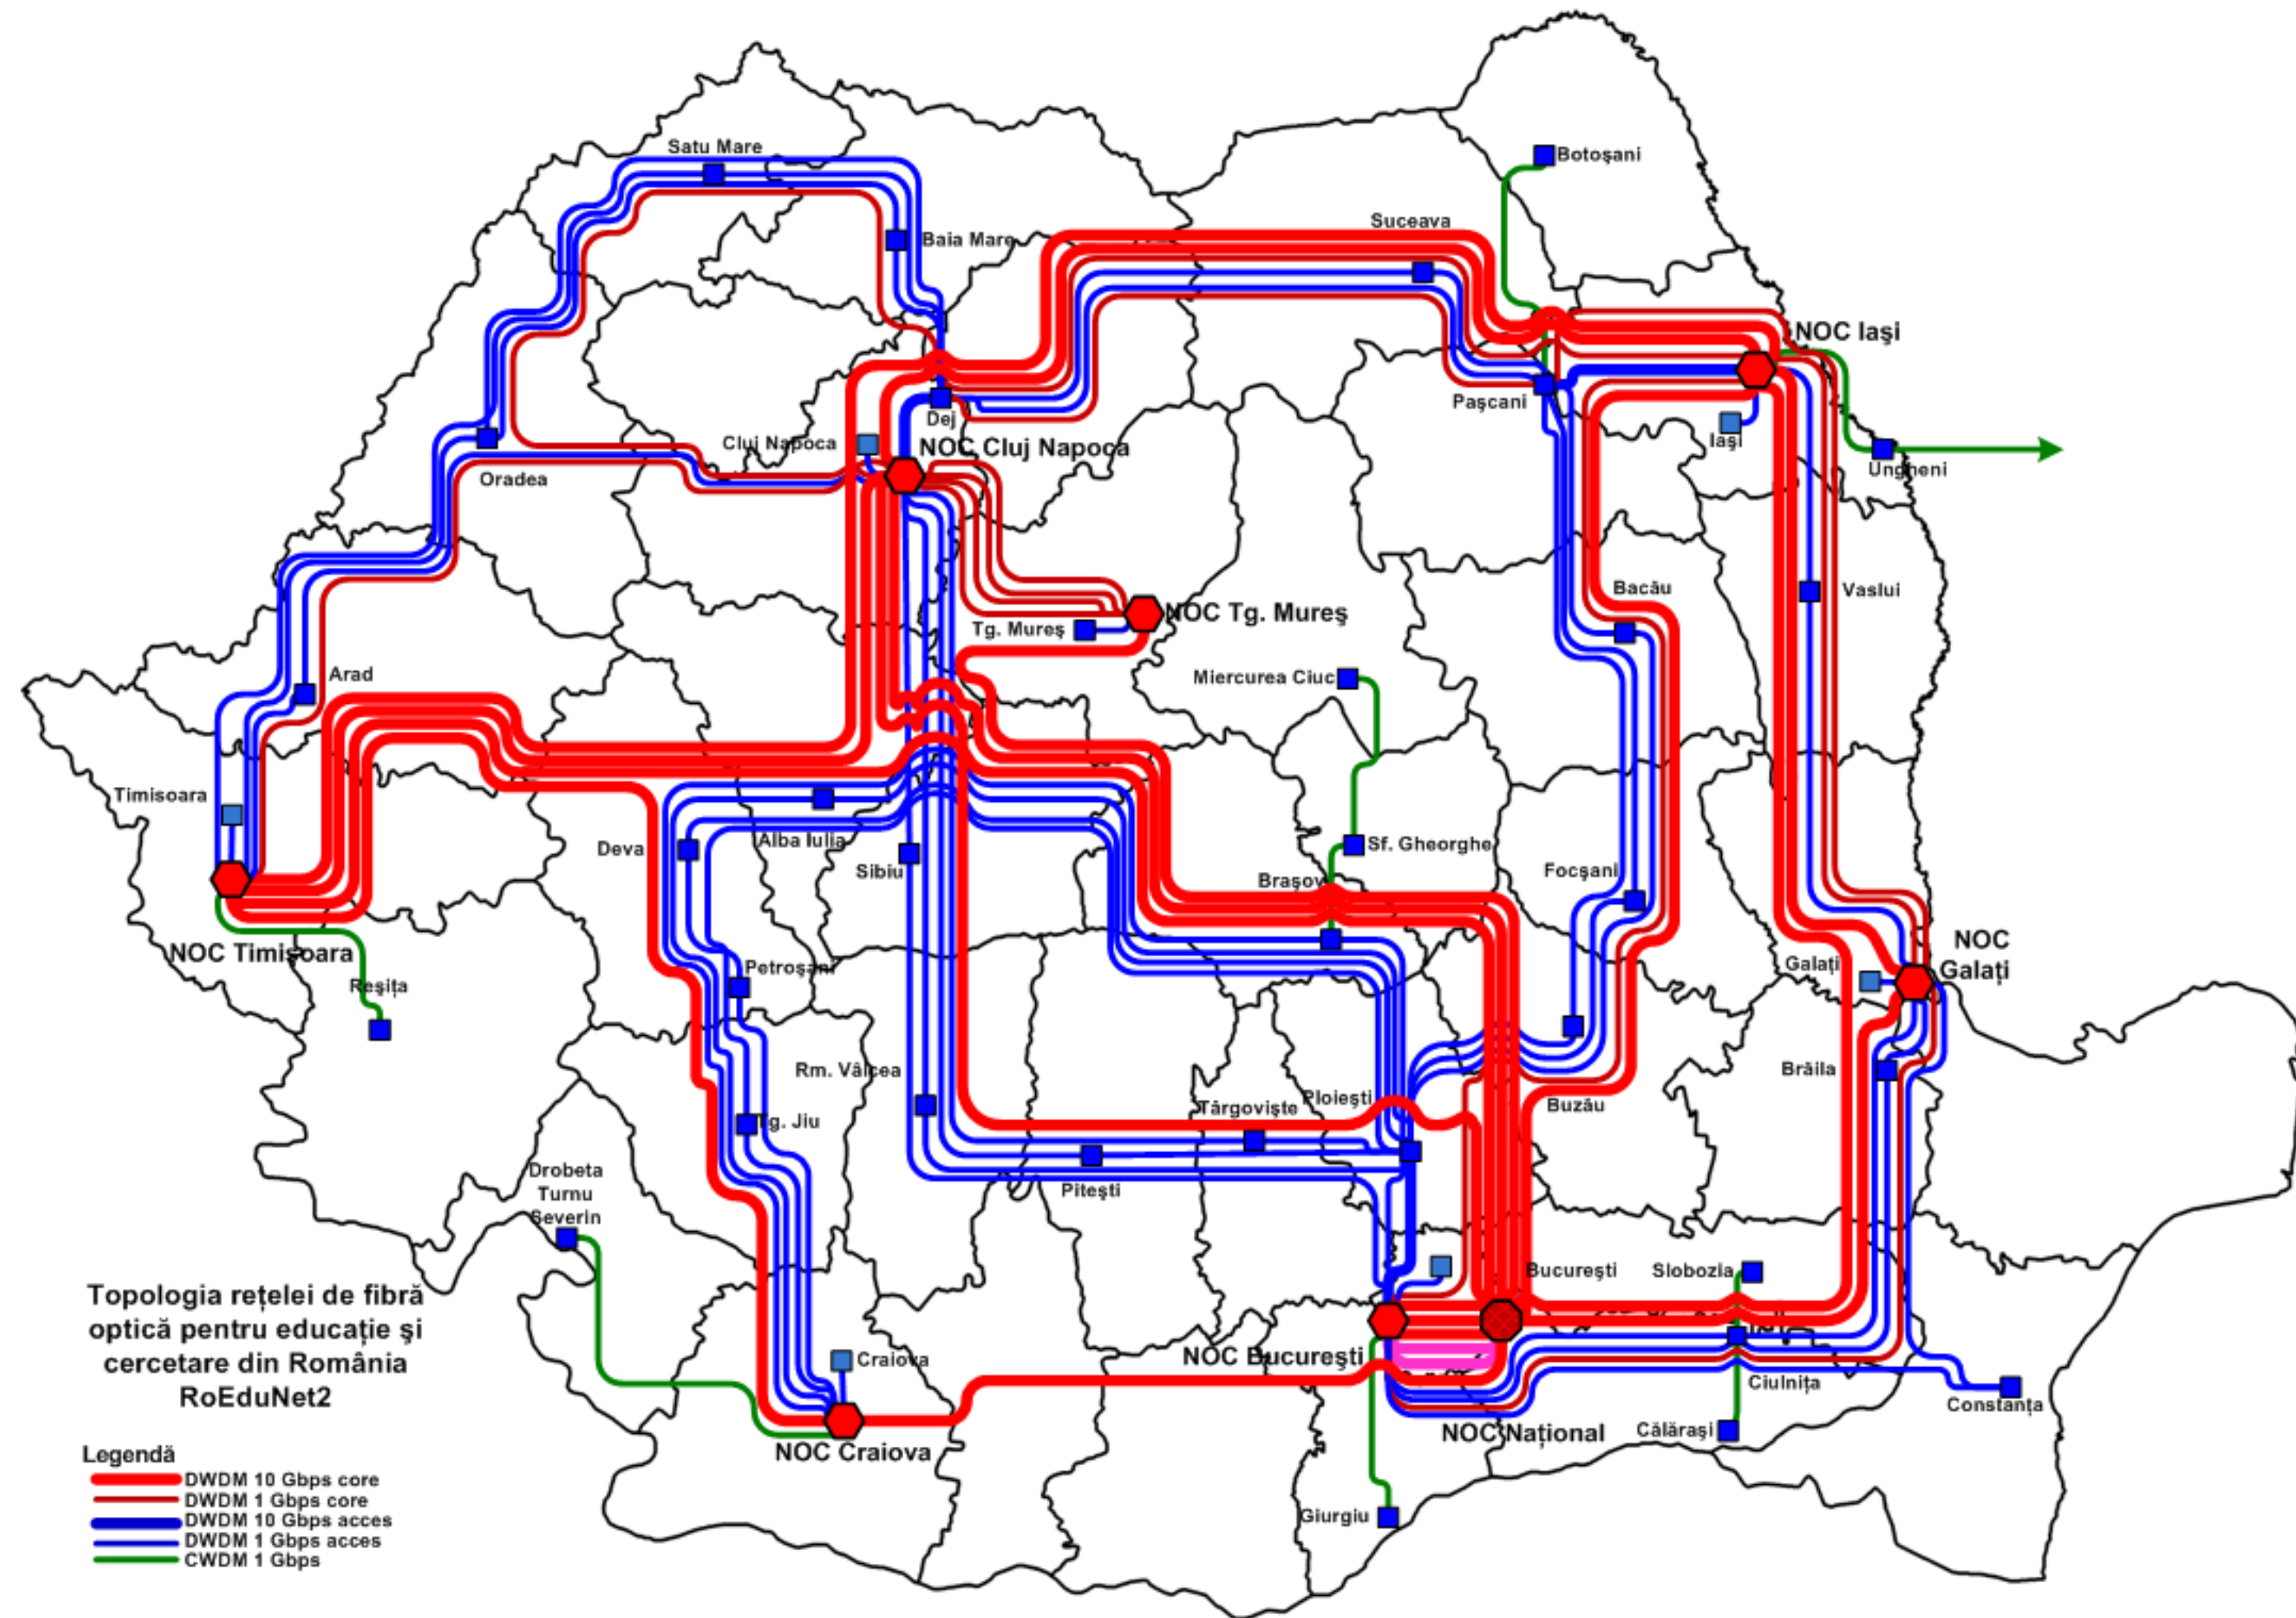 Satu Mare
Botoşani
Suceava
Baia Mare
NOC Iaşi
Paşcani
Dej
Cluj Napoca
NOC Cluj Napoca
Iaşi
Ungheni
Oradea
Bacău
Vaslui
NOC Tg. Mureş
Tg. Mureş
Miercurea Ciuc
Arad
Timisoara
Deva
Alba Iulia
Sibiu
Sf. Gheorghe
Braşov
Focşani
NOC Timişoara
NOC
Galaţi
Galaţi
Petroşani
Reşiţa
Rm. Vâlcea
Brăila
Târgovişte
Ploieşti
Buzău
Tg. Jiu
Piteşti
Drobeta
Turnu
Severin
Bucureşti
Slobozia
NOC Bucureşti
Craiova
Ciulniţa
Constanţa
NOC Naţional
Călăraşi
NOC Craiova
Giurgiu
Topologia reţelei de fibră
optică pentru educaţie şi
cercetare din România
RoEduNet2
Legendă
DWDM 10 Gbps core
DWDM 1 Gbps core
DWDM 10 Gbps acces
DWDM 1 Gbps acces
CWDM 1 Gbps